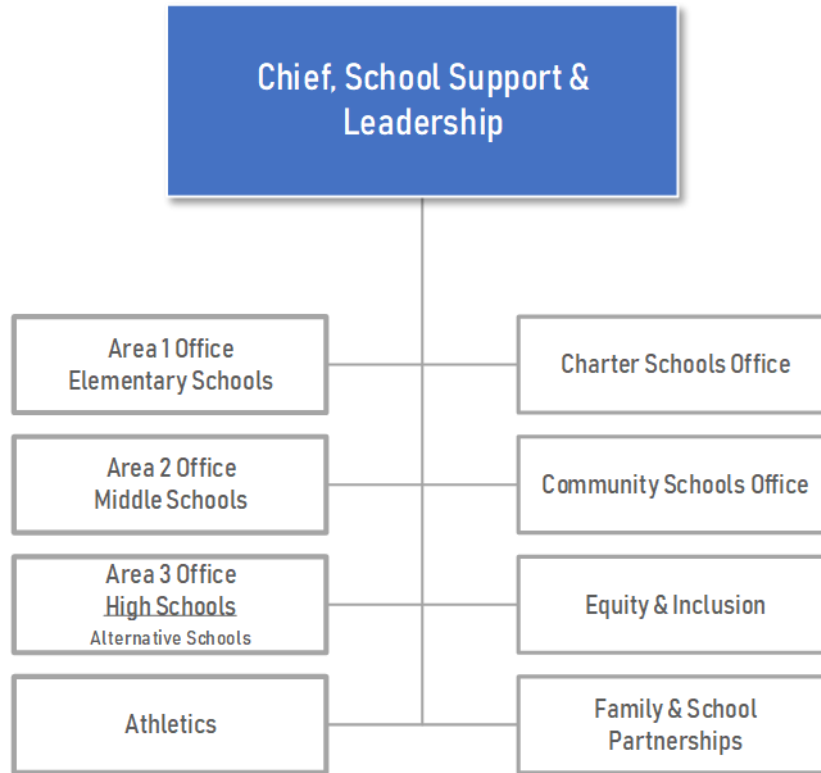 Chief, School Support &
Leadership
Area 1 Office
Elementary Schools
Charter Schools Office
Area 2 Office
Middle Schools
Community Schools Office
Area 3 Office
High Schools
Alternative Schools
Equity & Inclusion
Athletics
Family & School
Partnerships